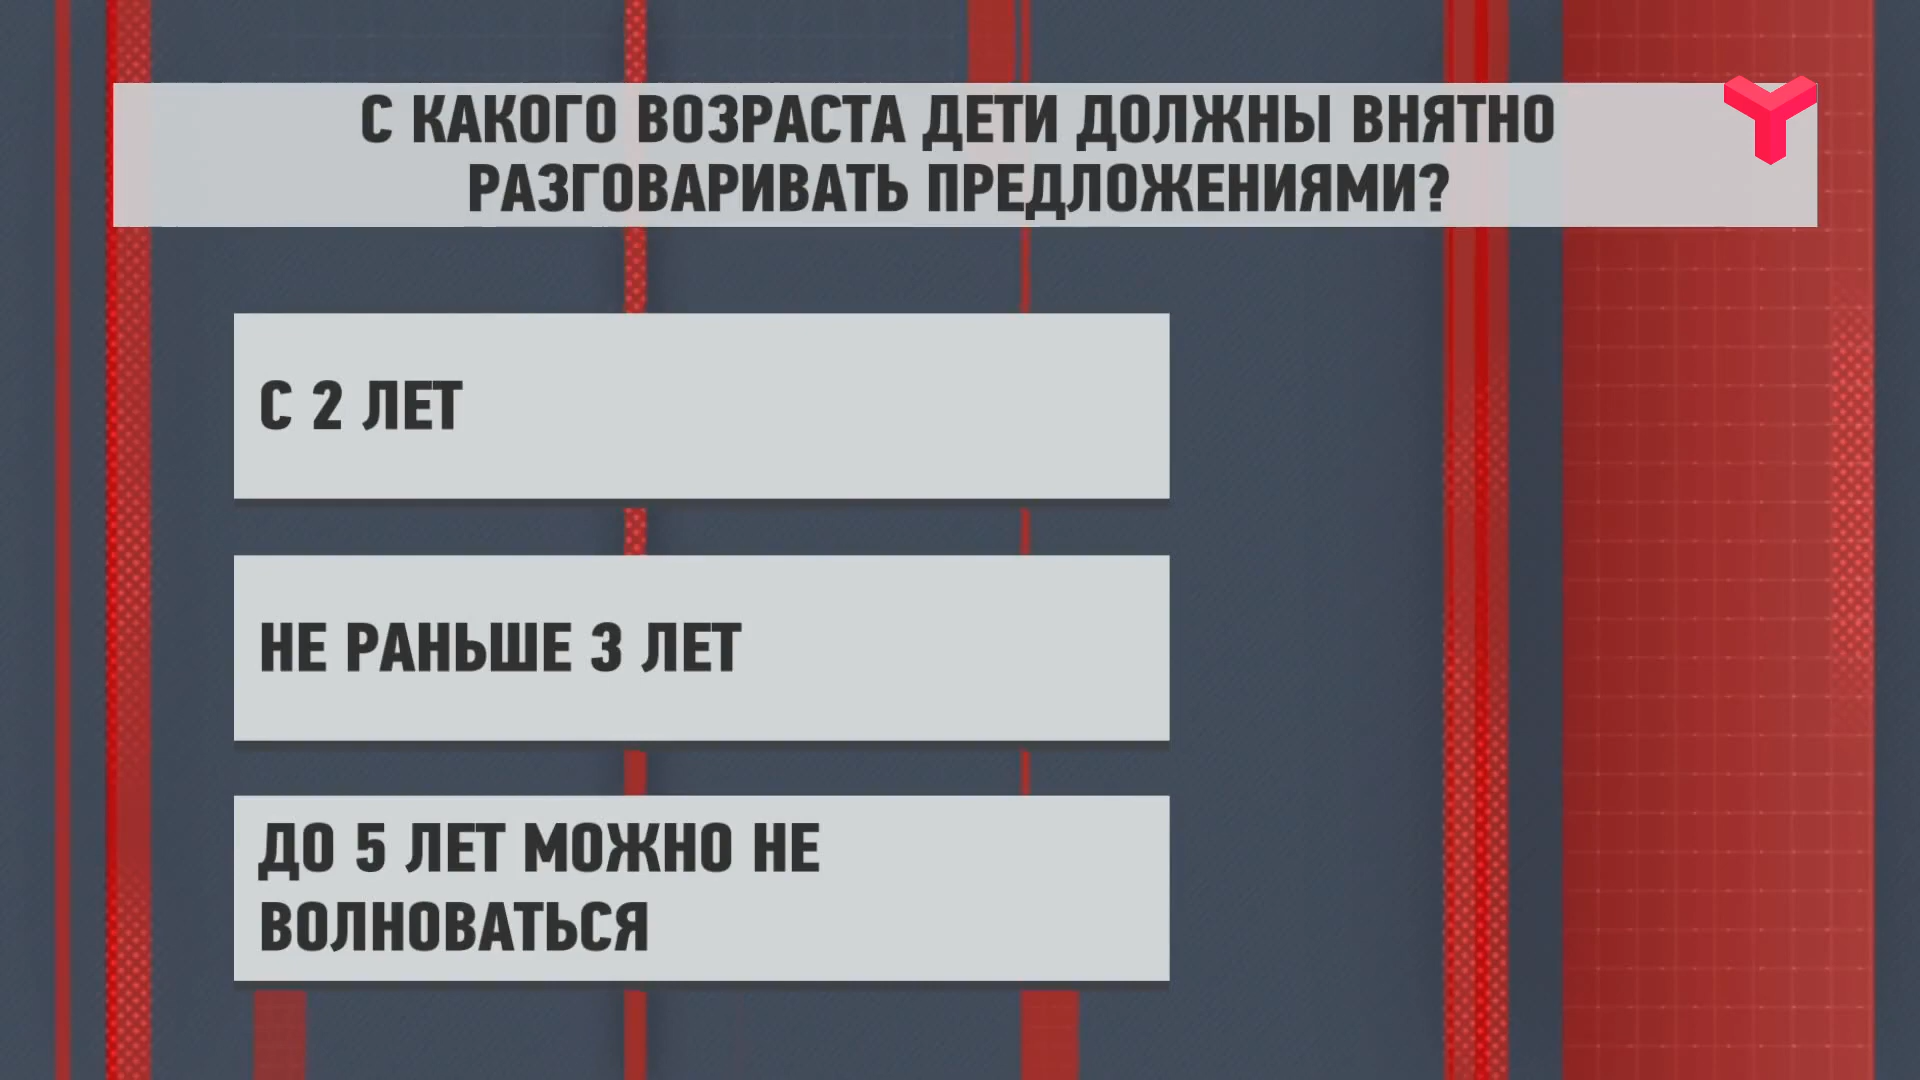 С КАКОГО ВОЗРАСТА ДЕТИ ДОЛЖНЫ ВНЯТНО
РАЗГОВАРИВАТЬ ПРЕДЛОЖЕНИЯМИ?
С 2 ЛЕТ
НЕ РАНЬШЕ 3 ЛЕТ
ДО 5 ЛЕТ МОЖНО НЕ
ВОЛНОВАТЬСЯ